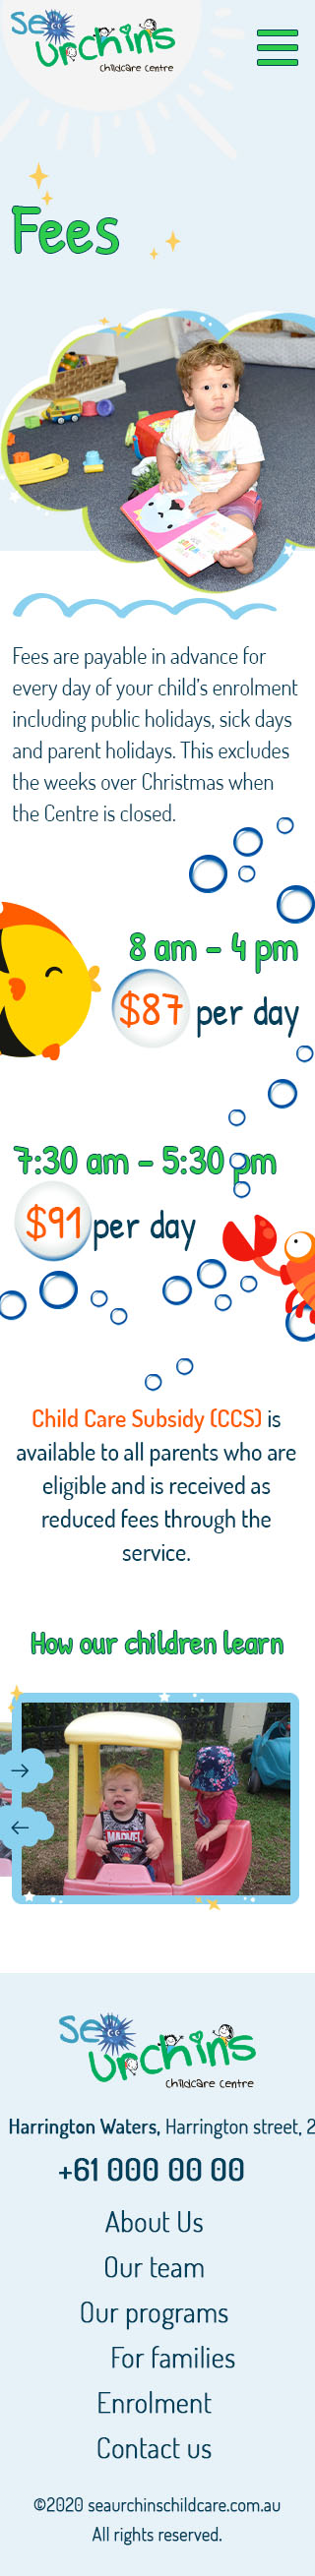 Sea
urchins
Childcare Centre
Fees
Fees are payable in advance for
every day of your child's enrolment
including public holidays, sick days
and parent holidays. This excludes
the weeks over Christmas when
the Centre is closed.
8 am - 4 pm
$87 per day
7:30 am - 5:30 pm
$91 per day
Child Care Subsidy (CCS) is
available to all parents who are
eligible and is received as
reduced fees through the
service.
How our children learn
MARVEL
Sea
urchins
Childcare Centre
Harrington Waters, Harrington street, 2
+61 000 00 00
About Us
Our team
Our programs
For families
Enrolment
Contact us
©2020 seaurchinschildcare.com.au
All rights reserved.